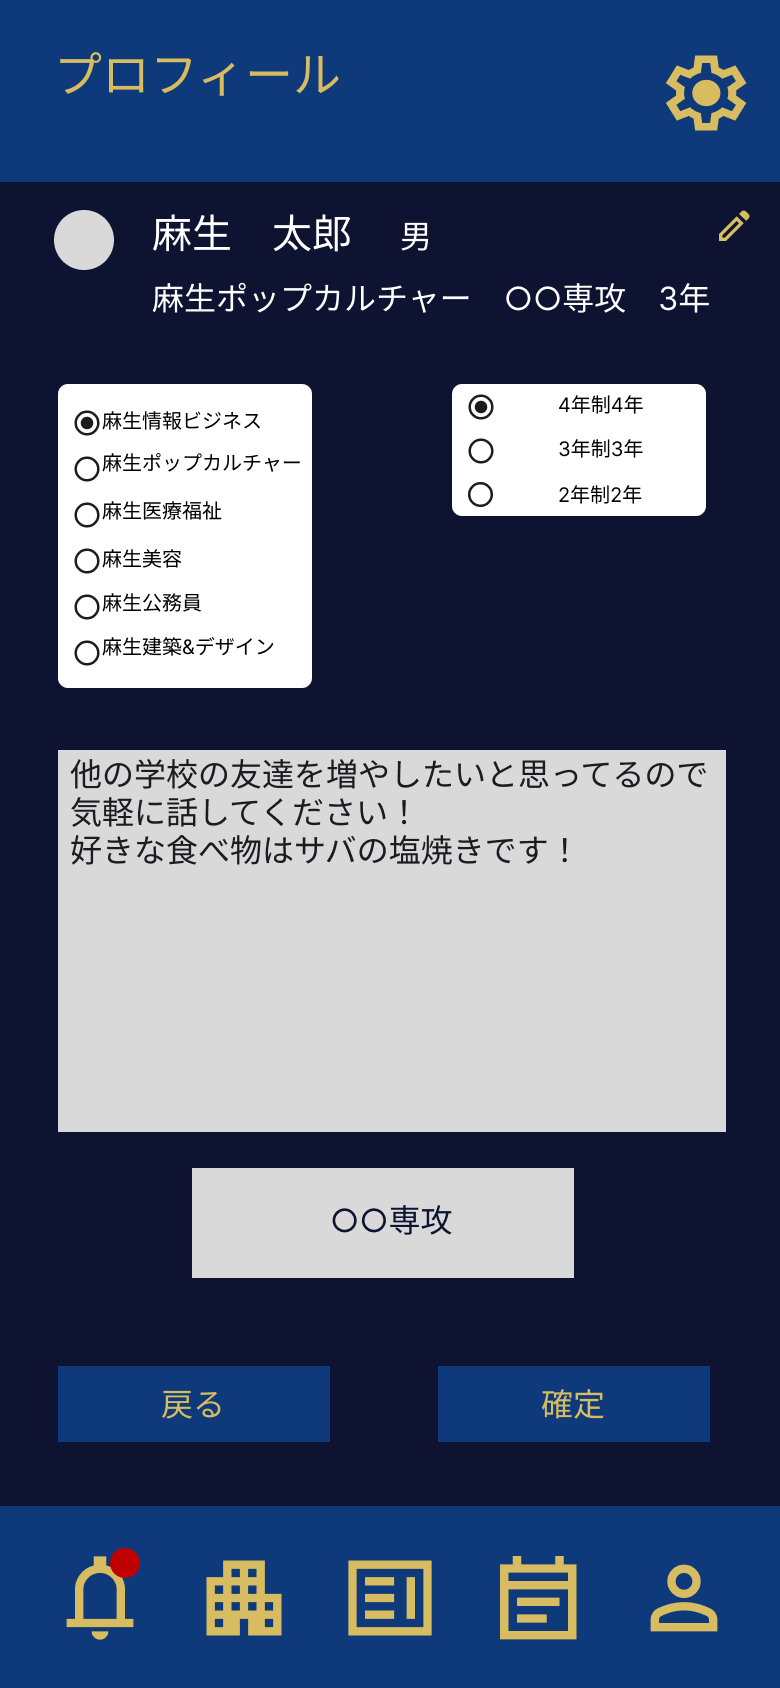 プロフィール
麻生　太郎　男
麻生ポップカルチャー　〇〇専攻　3年
麻生情報ビジネス
麻生ポップカルチャー
麻生医療福祉
麻生美容
麻生公務員
麻生建築&デザイン
4年制4年
3年制3年
2年制2年
他の学校の友達を増やしたいと思ってるので
気軽に話してください！
好きな食べ物はサバの塩焼きです！
〇〇専攻
戻る
確定